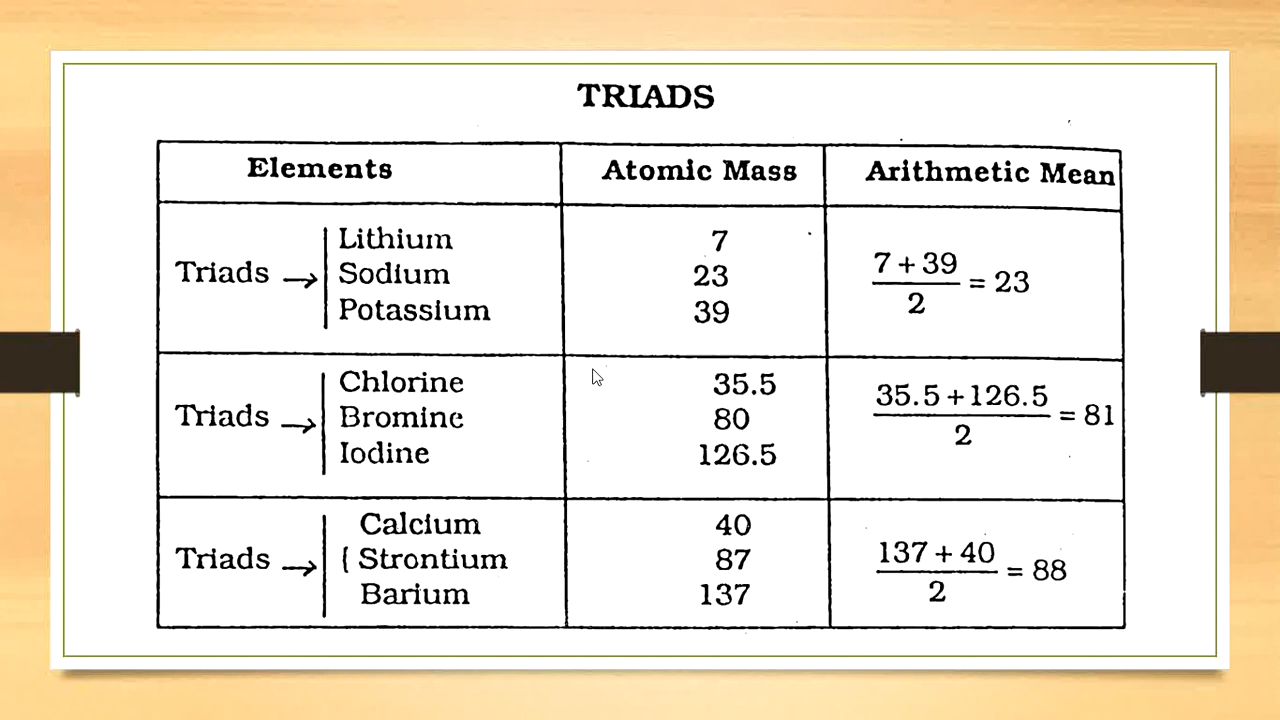 TRIADS
Elements Atomic Mass Arithmetic Mean
Triads → Lithium 7
Sodium 23
Potassium 39
7 + 39 / 2 = 23
Triads → Chlorine 35.5
Bromine 80
Iodine 126.5
35.5 + 126.5 / 2 = 81
Triads → Calcium 40
( Strontium 87
Barium 137
137 + 40 / 2 = 88